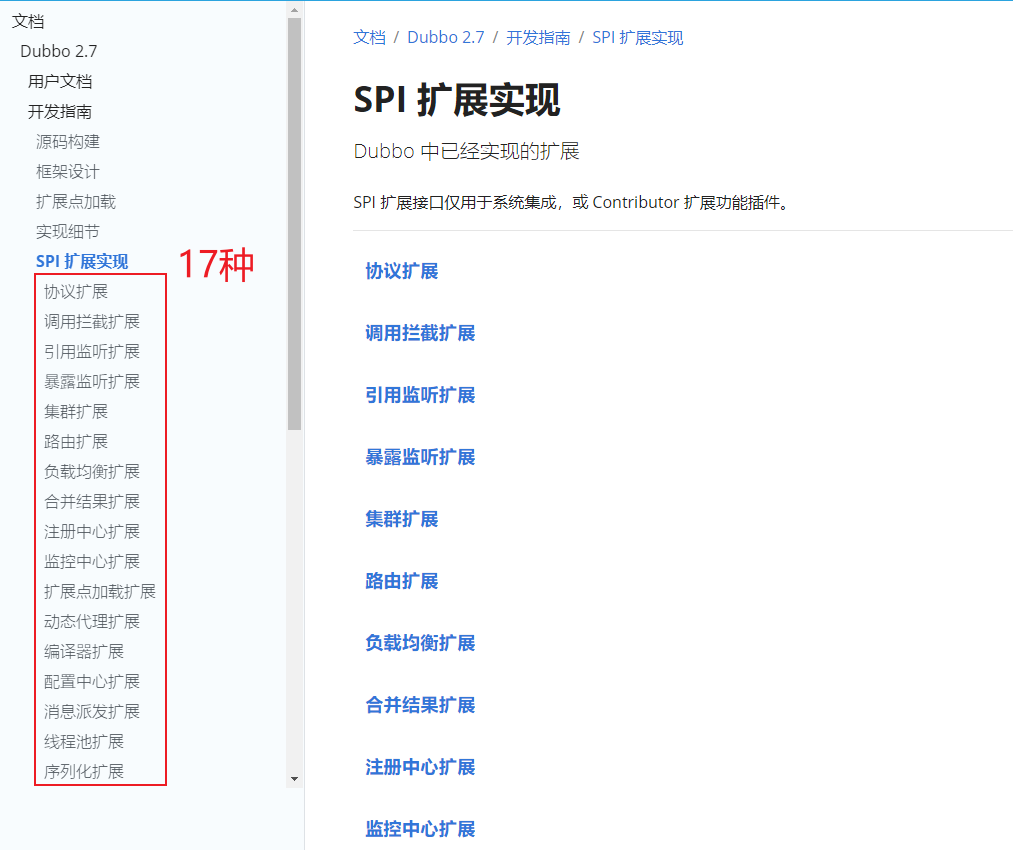 文档
Dubbo 2.7
用户文档
开发指南
源码构建
框架设计
扩展点加载
实现细节
SPI 扩展实现
17种
协议扩展
调用拦截扩展
引用监听扩展
暴露监听扩展
集群扩展
路由扩展
负载均衡扩展
合并结果扩展
注册中心扩展
监控中心扩展
扩展点加载扩展
动态代理扩展
编译器扩展
配置中心扩展
消息派发扩展
线程池扩展
序列化扩展
文档 / Dubbo 2.7 / 开发指南 / SPI 扩展实现
SPI 扩展实现
Dubbo 中已经实现的扩展
SPI 扩展接口仅用于系统集成，或 Contributor 扩展功能插件。
协议扩展
调用拦截扩展
引用监听扩展
暴露监听扩展
集群扩展
路由扩展
负载均衡扩展
合并结果扩展
注册中心扩展
监控中心扩展